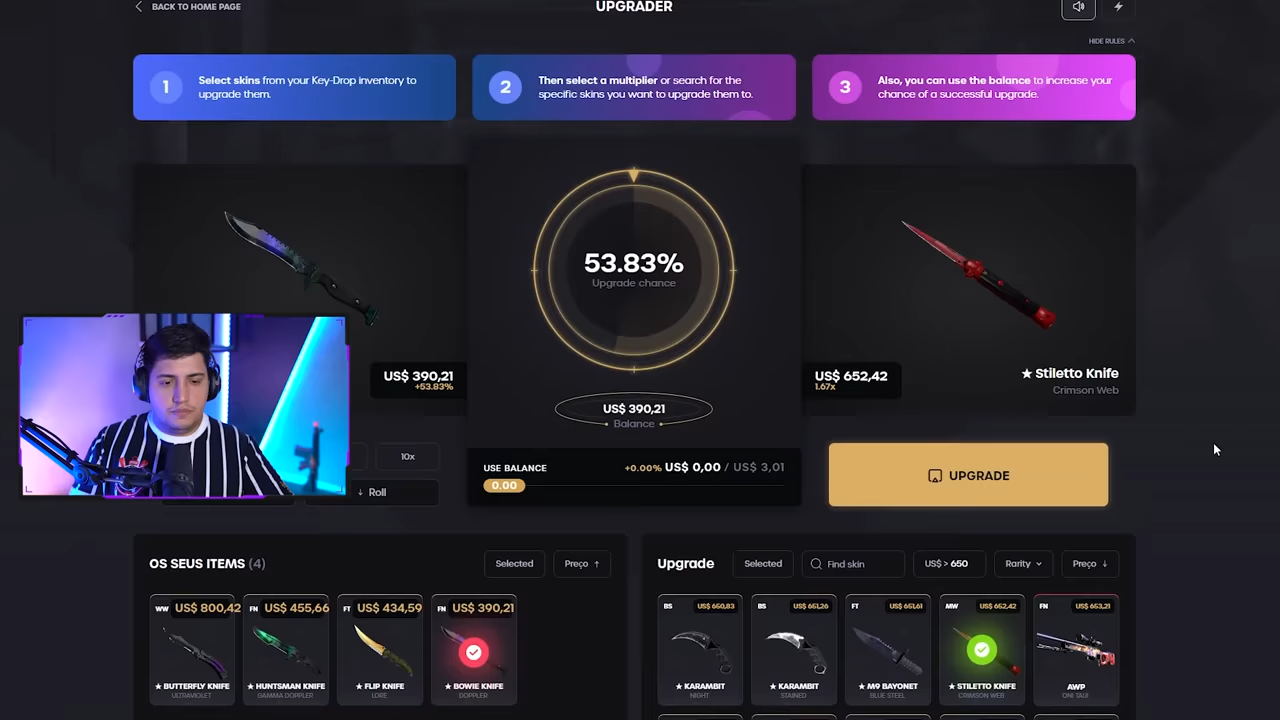 BACK TO HOME PAGE
UPGRADER
HIDE RULES
1
Select skins from your Key-Drop inventory to
upgrade them.
2
Then select a multiplier or search for the
specific skins you want to upgrade them to.
3
Also, you can use the balance to increase your
chance of a successful upgrade.
53.83%
Upgrade chance
US$ 390,21
+53.83%
US$ 652,42
1.67x
★ Stiletto Knife
Crimson Web
US$ 390,21
Balance
10x
Roll
USE BALANCE
+0.00% US$ 0,00 / US$ 3,01
0.00
UPGRADE
OS SEUS ITEMS (4)
Selected
Preço ↑
WW US$ 800,42
★ BUTTERFLY KNIFE
ULTRAVIOLET
FN US$ 455,66
★ HUNTSMAN KNIFE
GAMMA DOPPLER
FT US$ 434,59
★ FLIP KNIFE
LORE
FN US$ 390,21
★ BOWIE KNIFE
DOPPLER
Upgrade
Selected
Find skin
US$ > 650
Rarity
Preço ↓
BS US$ 650,83
★ KARAMBIT
NIGHT
BS US$ 651,26
★ KARAMBIT
STAINED
FT US$ 651,61
★ M9 BAYONET
BLUE STEEL
MW US$ 652,42
★ STILETTO KNIFE
CRIMSON WEB
FN US$ 653,21
AWP
ONI TAIJI